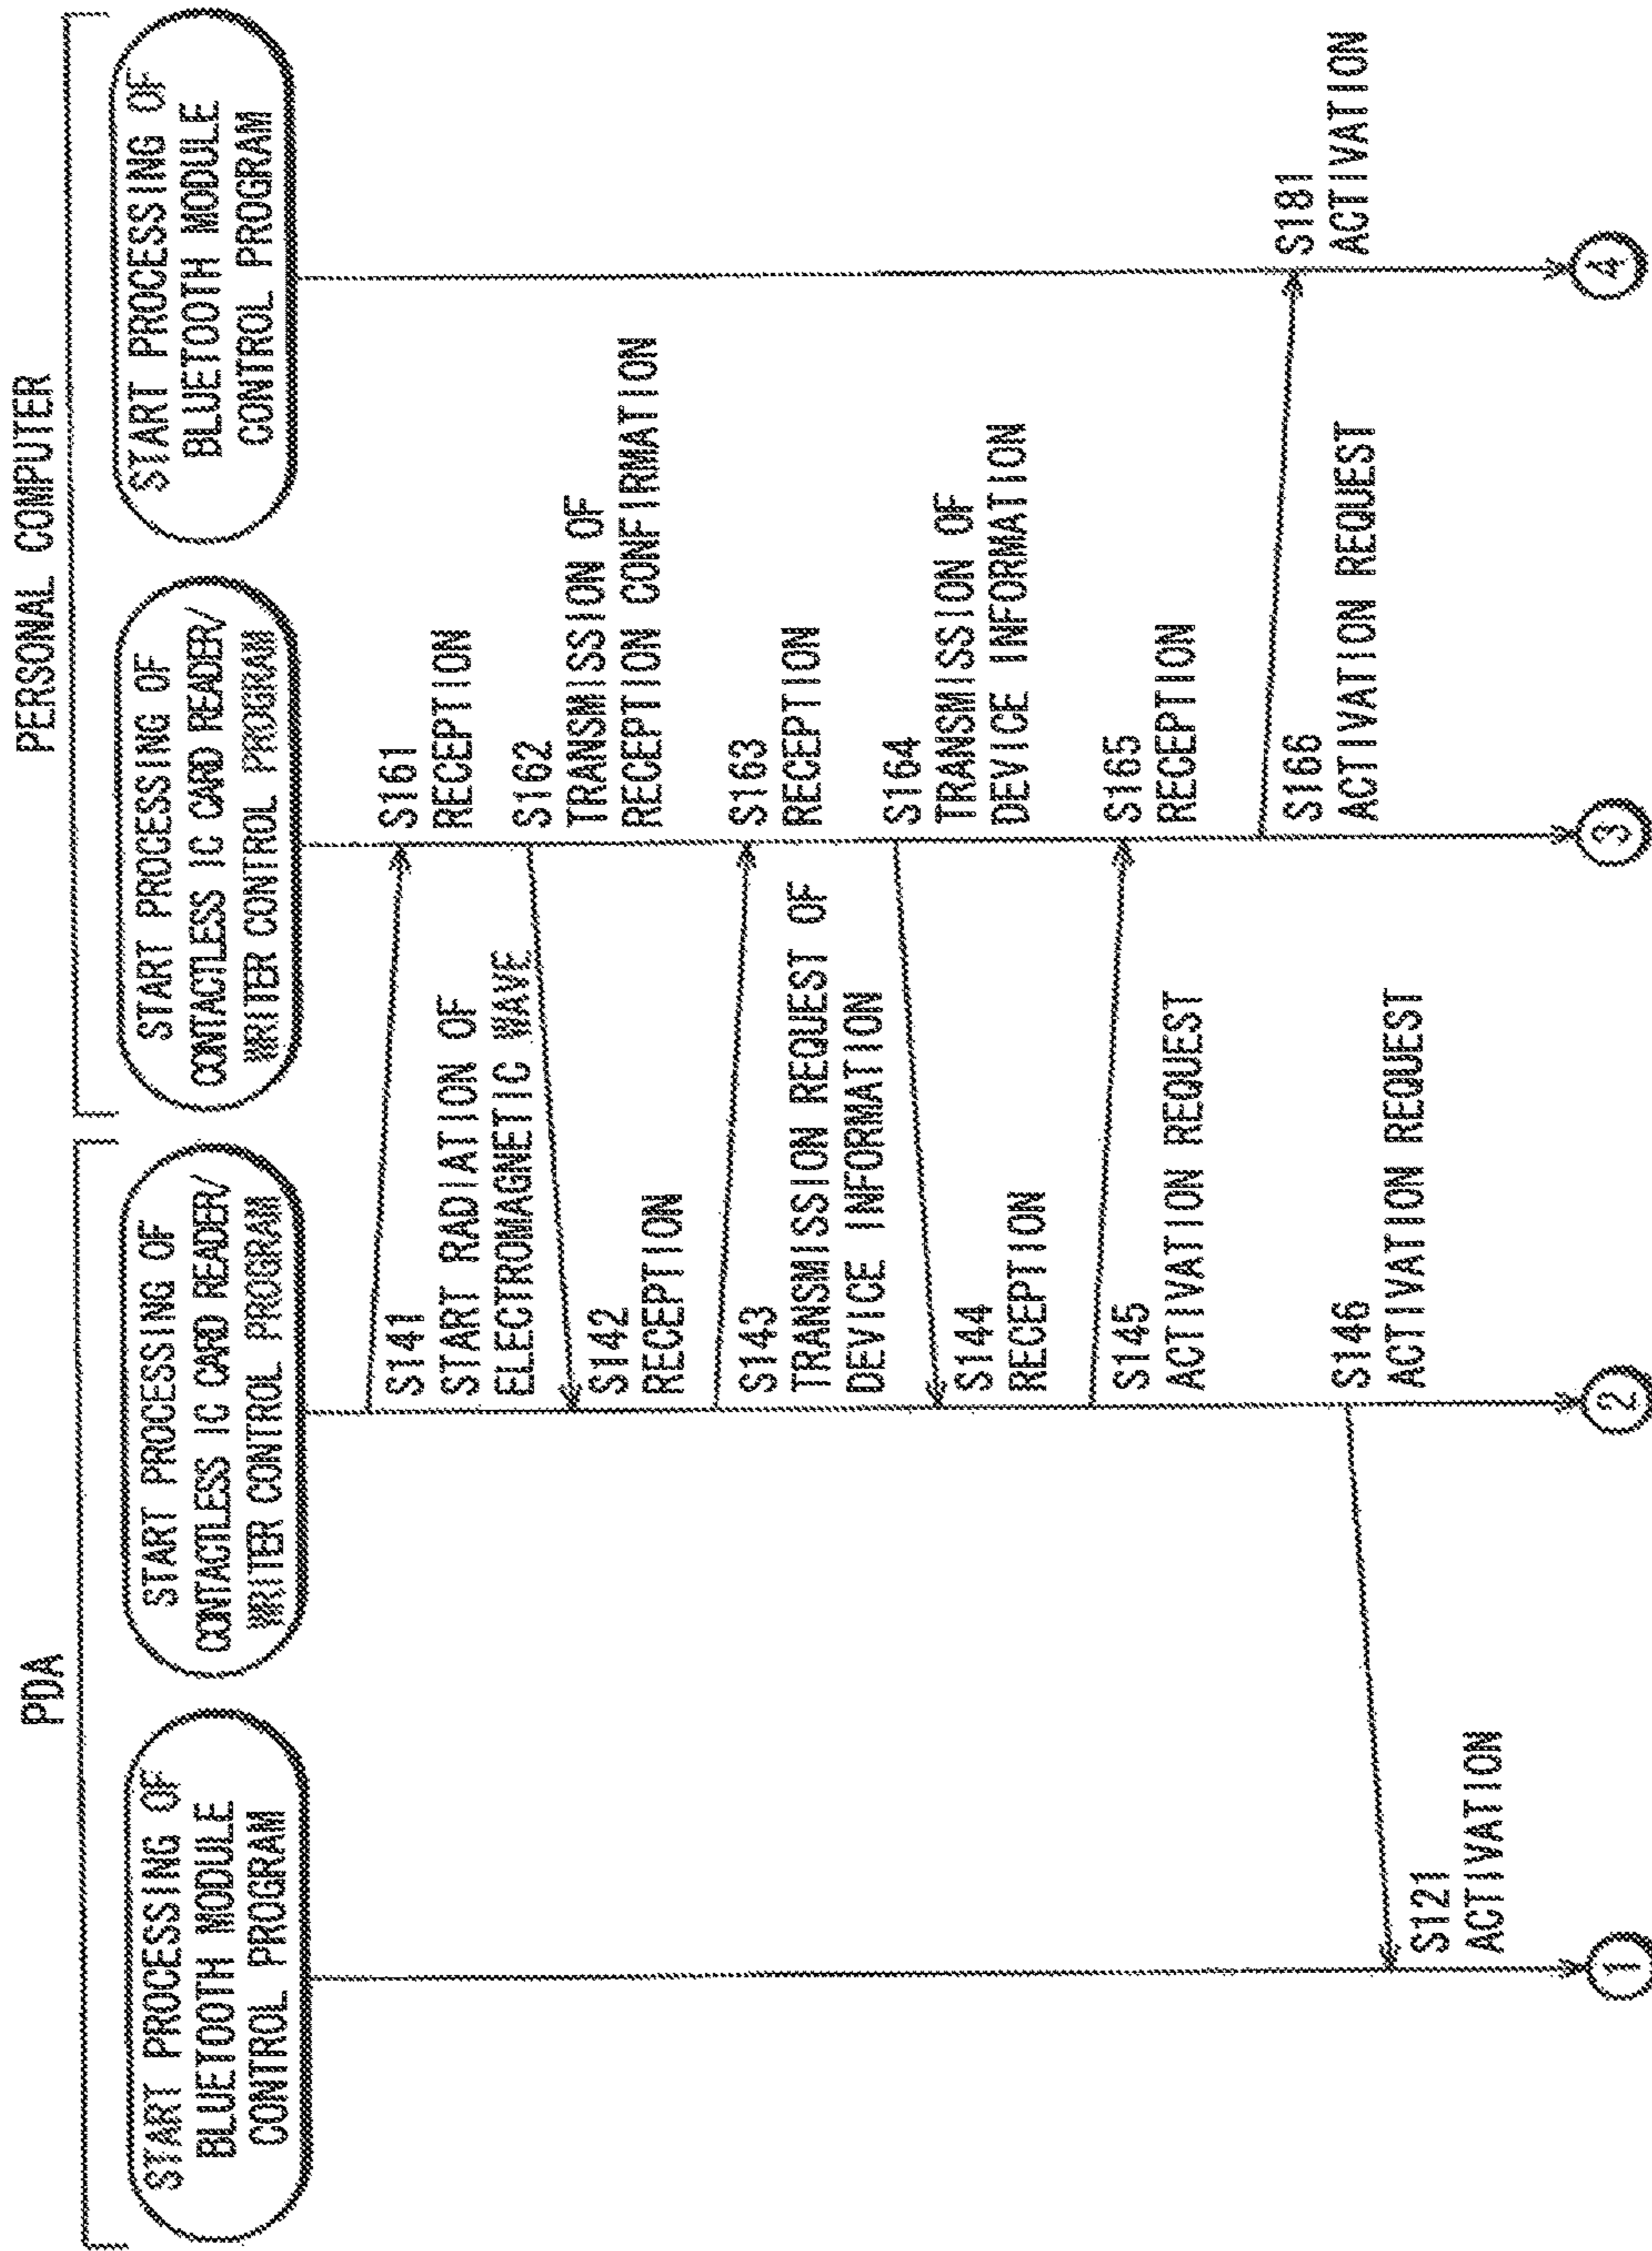 PDA
PERSONAL COMPUTER
START PROCESSING OF
BLUETOOTH MODULE
CONTROL PROGRAM
START PROCESSING OF
CONTACTLESS IC CARD READER/
WRITER CONTROL PROGRAM
START PROCESSING OF
CONTACTLESS IC CARD READER/
WRITER CONTROL PROGRAM
START PROCESSING OF
BLUETOOTH MODULE
CONTROL PROGRAM
S141
START RADIATION OF
ELECTROMAGNETIC WAVE
S161
RECEPTION
S162
TRANSMISSION OF
RECEPTION CONFIRMATION
S142
RECEPTION
S143
TRANSMISSION REQUEST OF
DEVICE INFORMATION
S163
RECEPTION
S164
TRANSMISSION OF
DEVICE INFORMATION
S144
RECEPTION
S145
ACTIVATION REQUEST
S165
RECEPTION
S166
ACTIVATION REQUEST
S181
ACTIVATION
S146
ACTIVATION REQUEST
S121
ACTIVATION
1
2
3
4